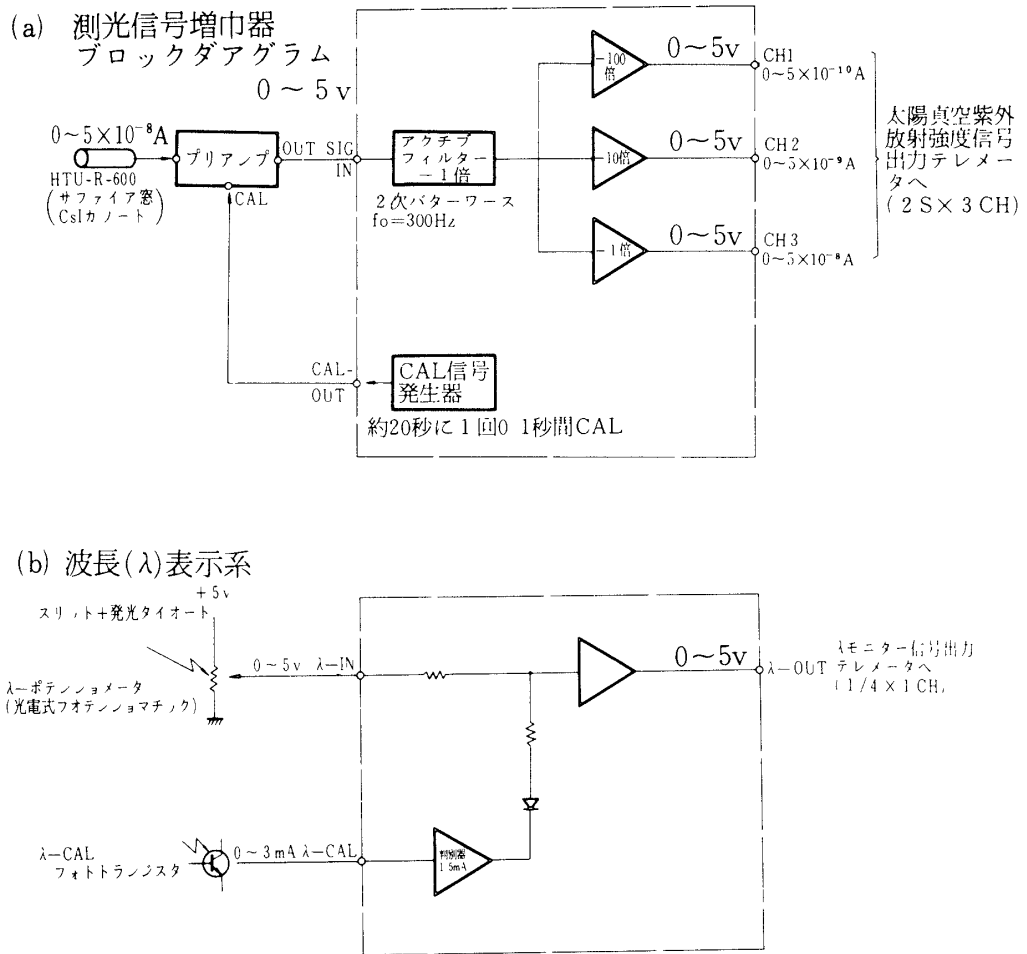 (a) 測光信号増巾器
ブロックダアグラム
0～5v
0～5×10⁻⁸A
HTU-R-600
(サファイア窓
CsIカノート)
プリアンプ
OUT SIG
IN
CAL
アクチブ
フィルター
－1倍
2次バターワース
fo=300Hz
－100
倍
－10倍
－1倍
0～5v
0～5v
0～5v
CH1
0～5×10⁻¹⁰A
CH2
0～5×10⁻⁹A
CH3
0～5×10⁻⁸A
太陽真空紫外
放射強度信号
出力テレメー
タへ
(2S×3CH)
CAL-
OUT
CAL信号
発生器
約20秒に1回0 1秒間CAL
(b) 波長(λ)表示系
+5v
スリット+発光タイオート
λ－ポテンショメータ
(光電式フオテンショマチック)
0～5v λ－IN
0～5v
λ－OUT
λモニター信号出力
テレメータへ
(1/4×1CH)
λ－CAL
フォトトランジスタ
0～3mA λ－CAL
判別器
1 5mA